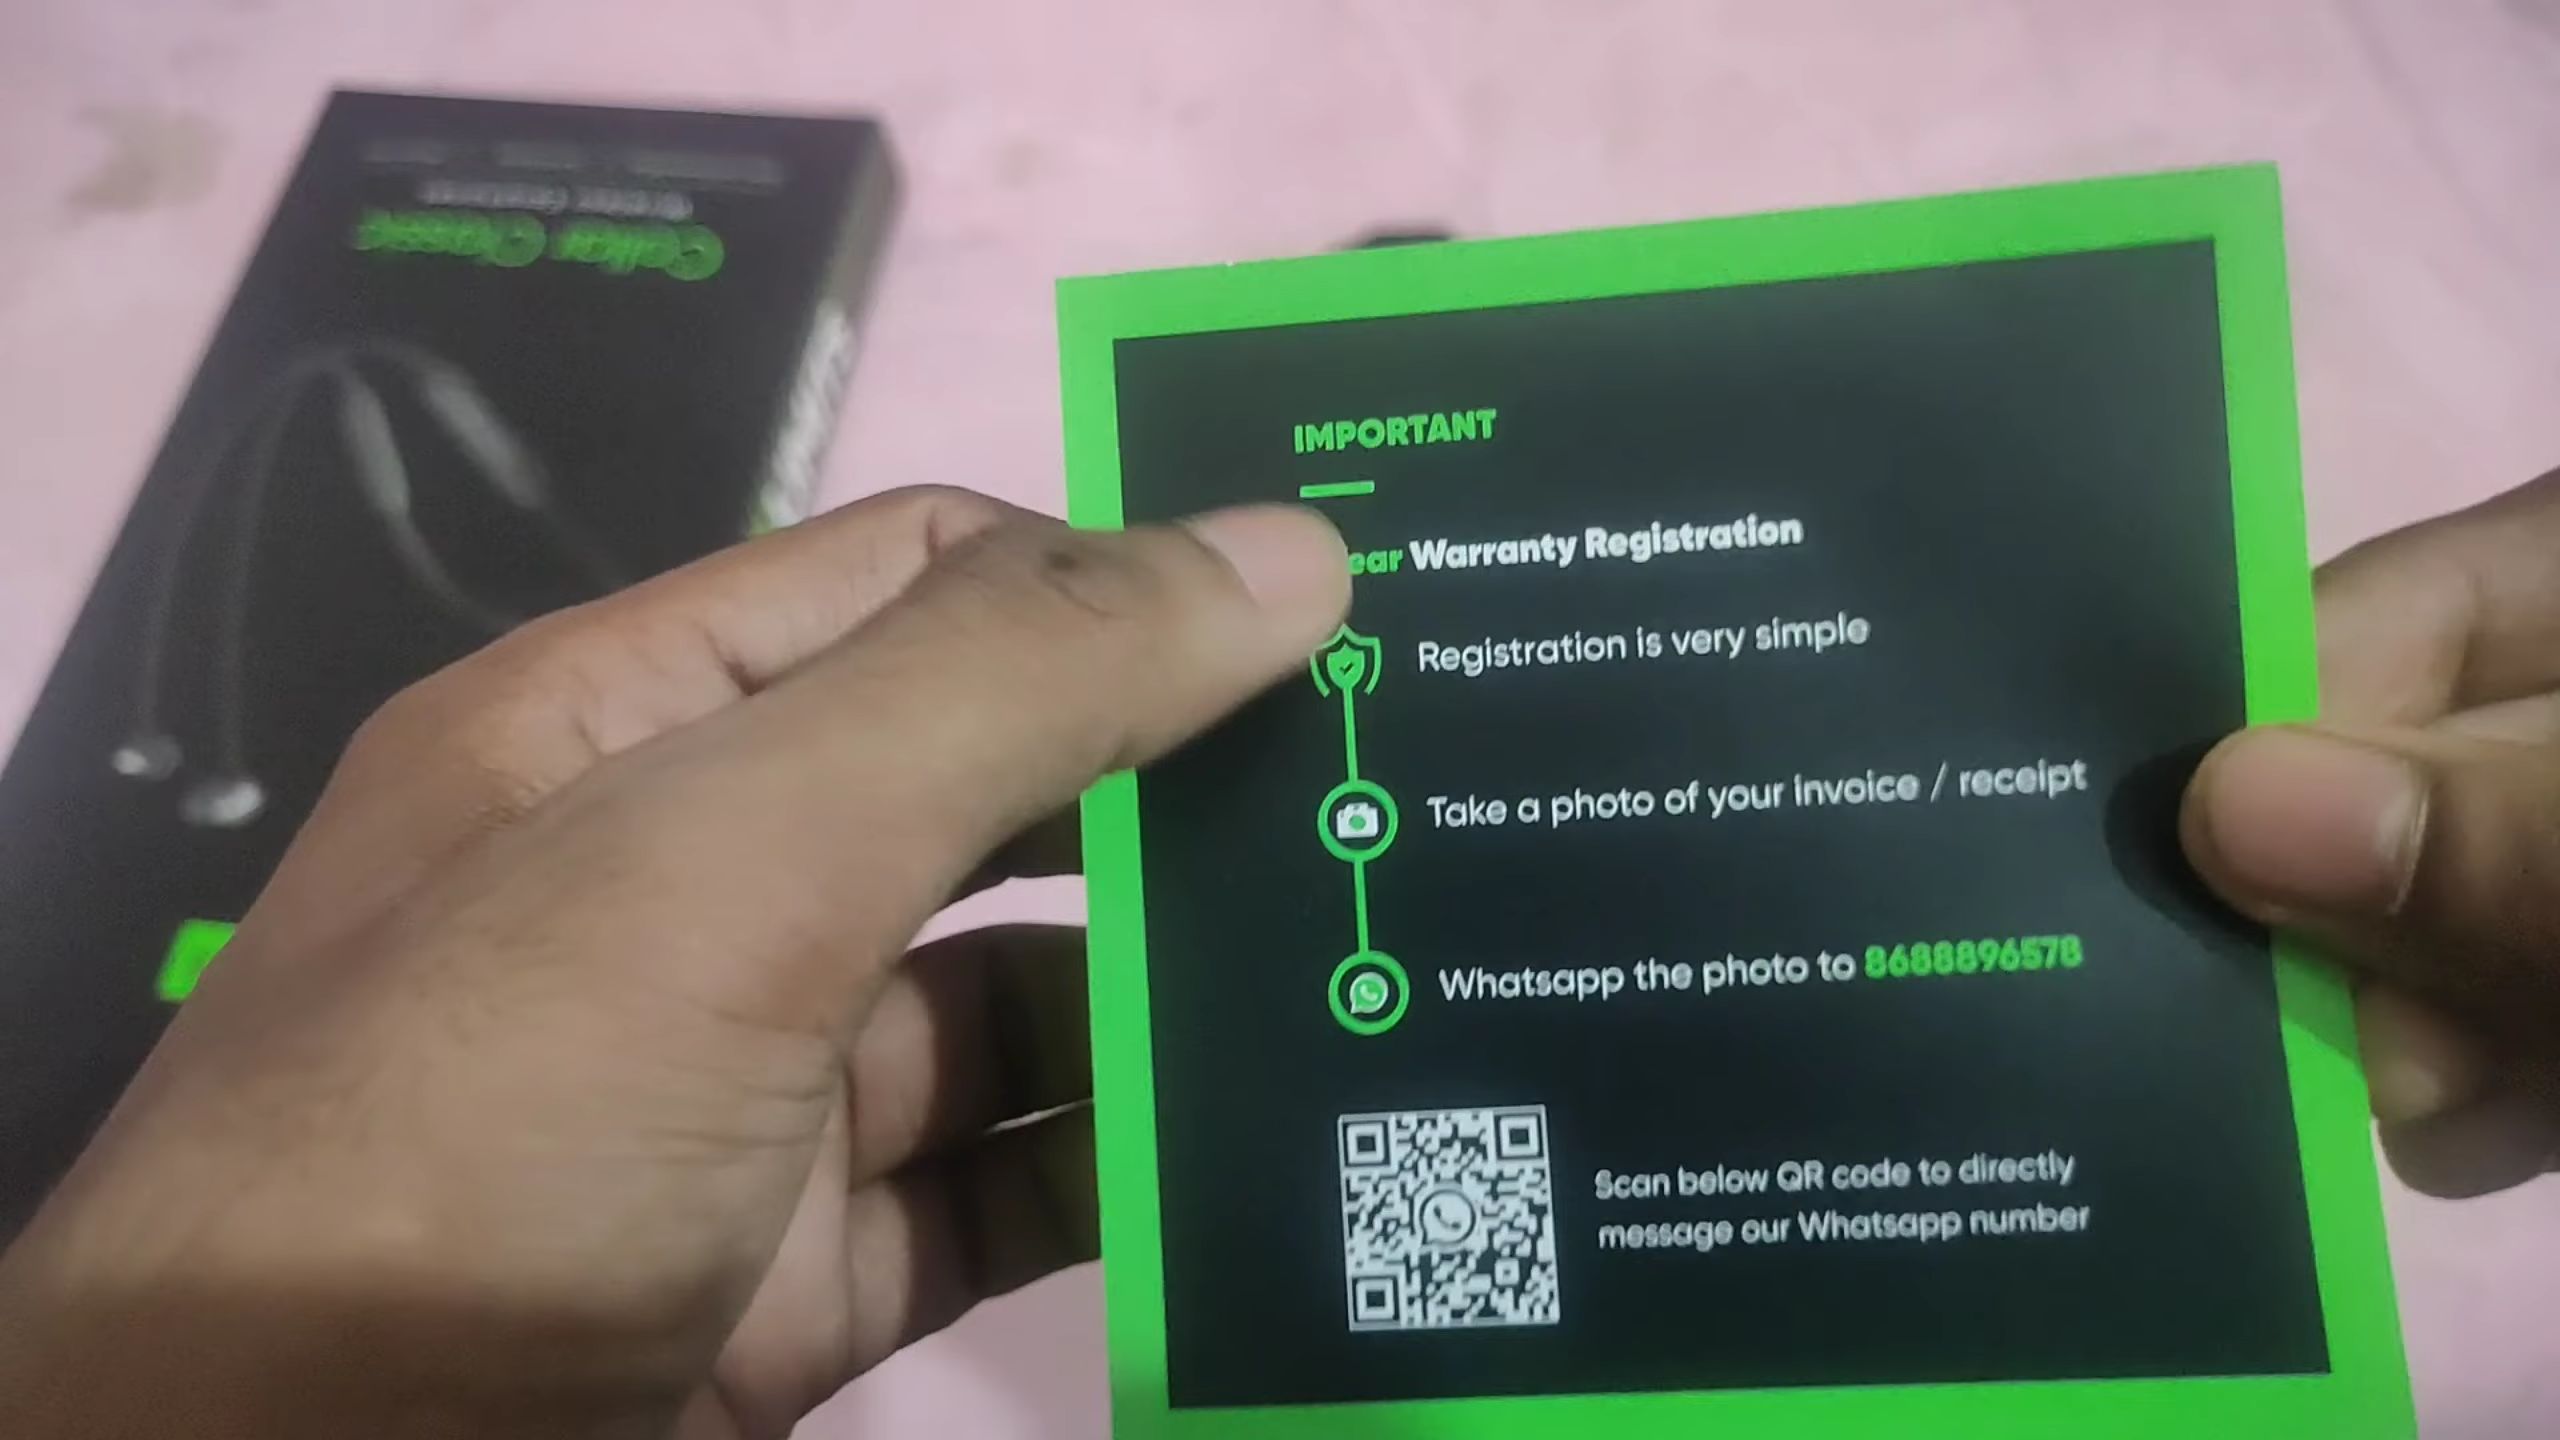 IMPORTANT
ear Warranty Registration
Registration is very simple
Take a photo of your invoice / receipt
Whatsapp the photo to 8688896578
Scan below QR code to directly
message our Whatsapp number